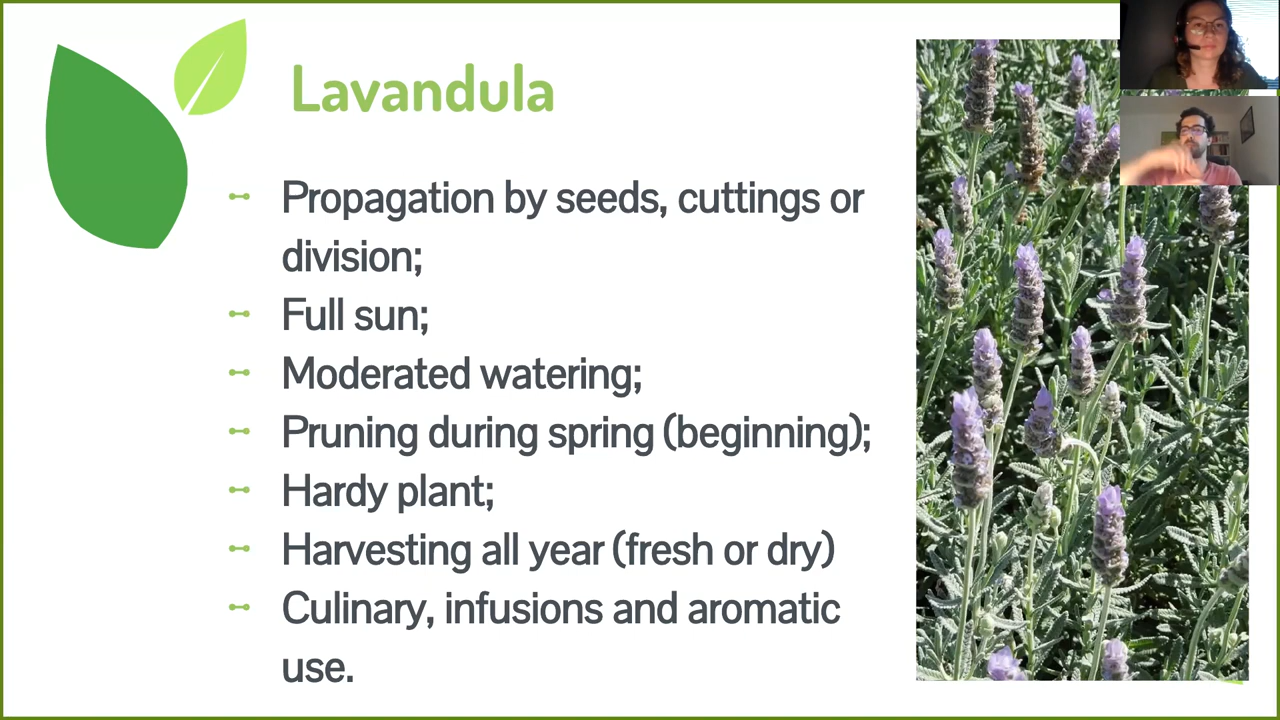 Lavandula
Propagation by seeds, cuttings or
division;
Full sun;
Moderated watering;
Pruning during spring (beginning);
Hardy plant;
Harvesting all year (fresh or dry)
Culinary, infusions and aromatic
use.